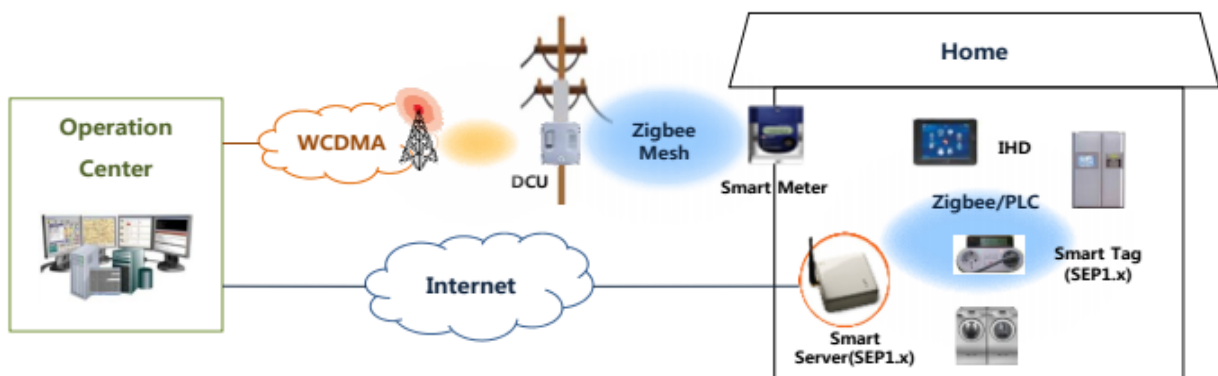 Home
Operation
Center
WCDMA
DCU
Zigbee
Mesh
Smart Meter
IHD
Zigbee/PLC
Smart Tag
(SEP1.x)
Internet
Smart
Server(SEP1.x)